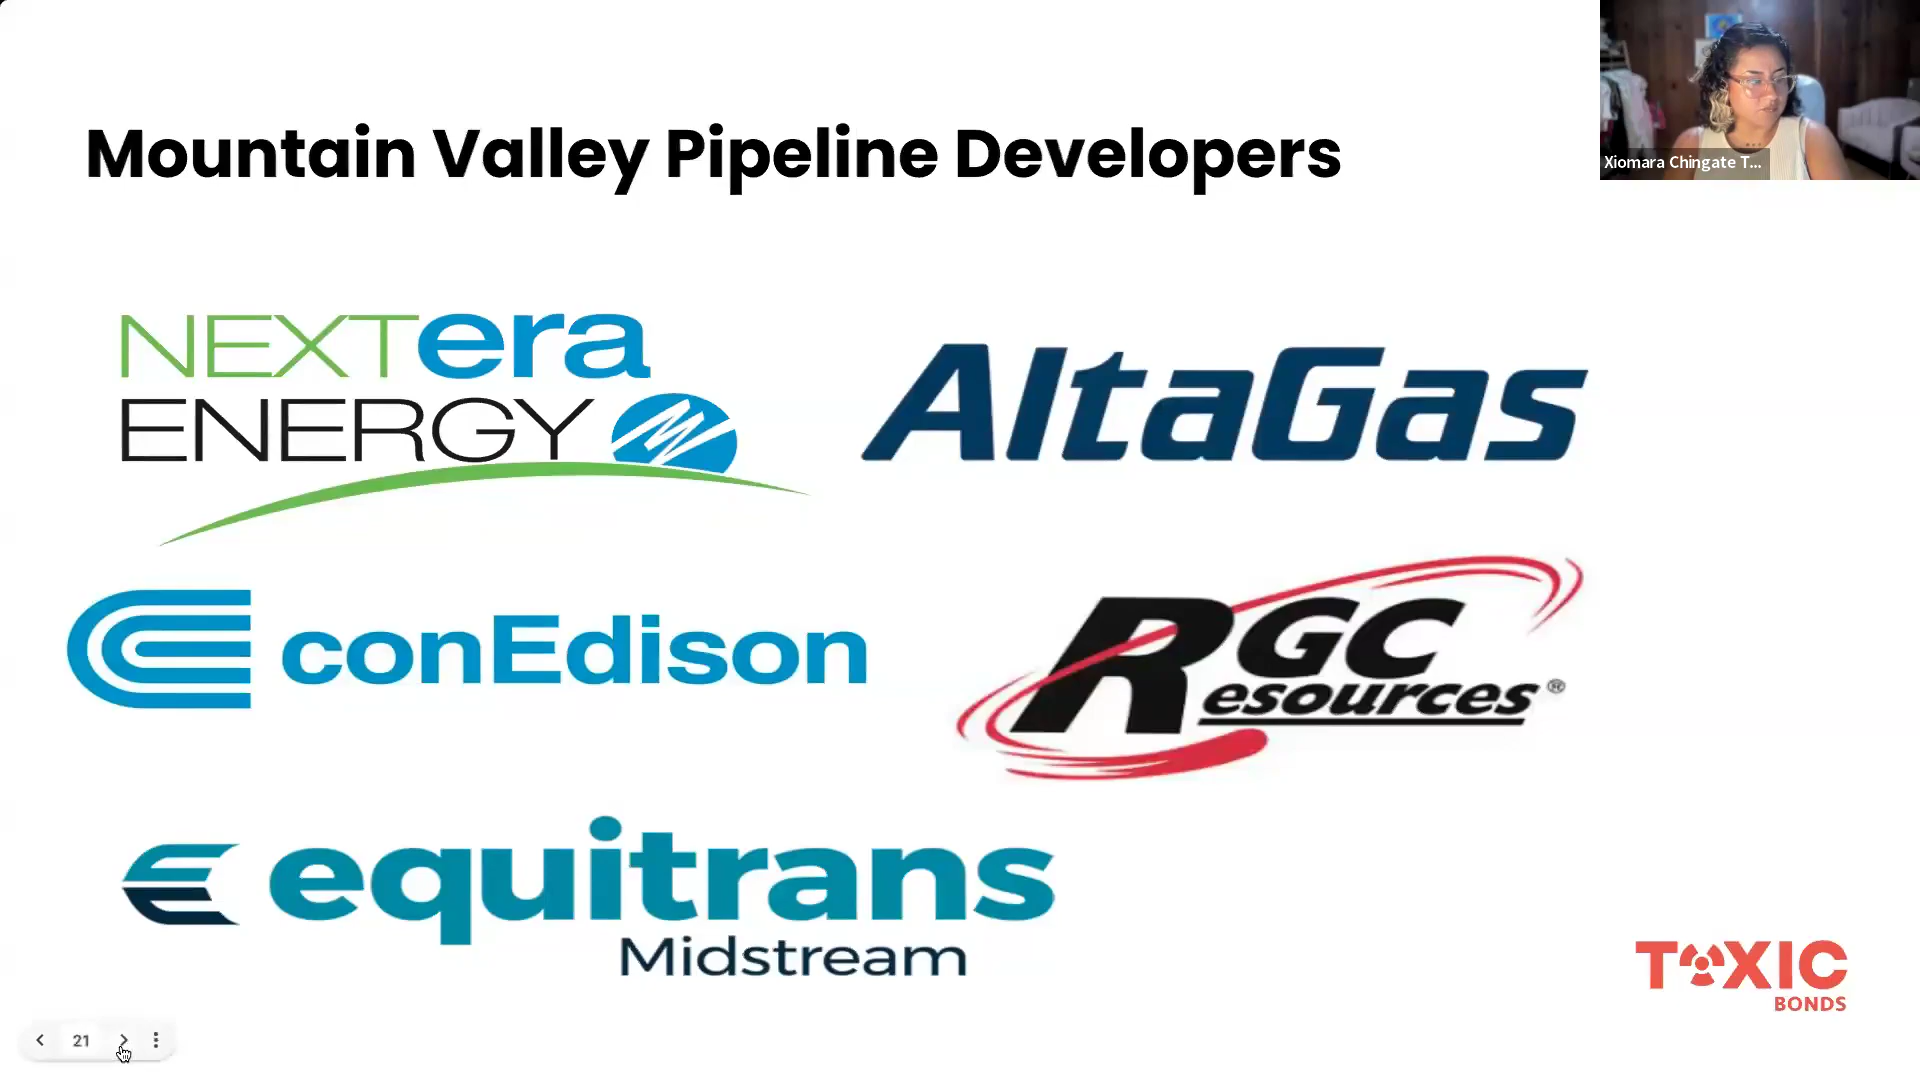 Mountain Valley Pipeline Developers
Xiomara Chingate T...
NEXTera
ENERGY
AltaGas
conEdison
RGC
Resources®
equitrans
Midstream
TOXIC
BONDS
21